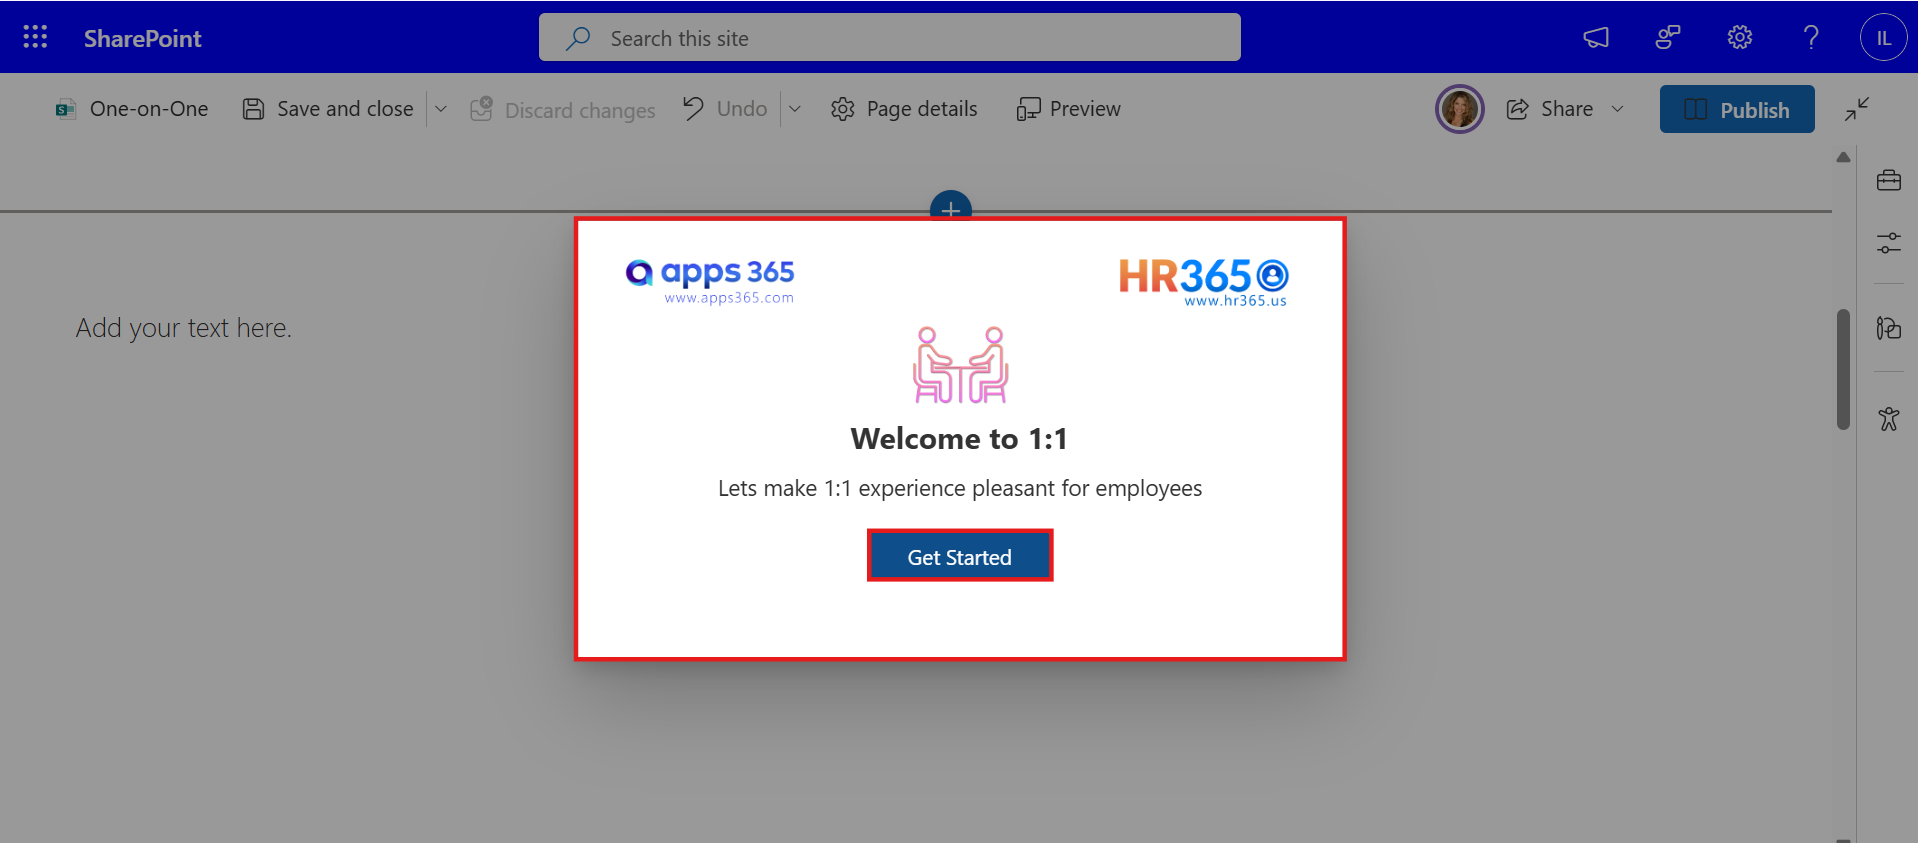 SharePoint
Search this site
IL
One-on-One
Save and close
Discard changes
Undo
Page details
Preview
Share
Publish
Add your text here.
apps 365
www.apps365.com
HR365
www.hr365.us
Welcome to 1:1
Lets make 1:1 experience pleasant for employees
Get Started